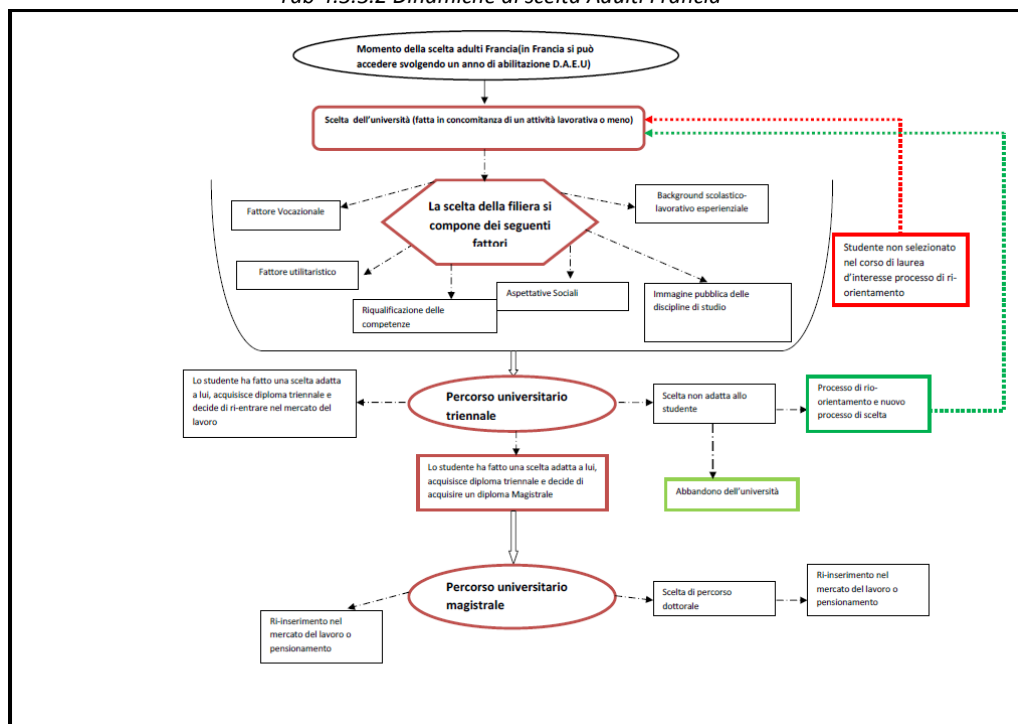 Tab 4.3.3.2 Dinamiche di scelta Adulti Francia
Momento della scelta adulti Francia(in Francia si può
accedere svolgendo un anno di abilitazione D.A.E.U)
Scelta dell'università (fatta in concomitanza di un attività lavorativa o meno)
Fattore Vocazionale
La scelta della filiera si
compone dei seguenti
fattori
Background scolastico-
lavorativo esperienziale
Studente non selezionato
nel corso di laurea
d'interesse processo di ri-
orientamento
Fattore utilitaristico
Riqualificazione delle
competenze
Aspettative Sociali
Immagine pubblica delle
discipline di studio
Lo studente ha fatto una scelta adatta
a lui, acquisisce diploma triennale e
decide di ri-entrare nel mercato del
lavoro
Percorso universitario
triennale
Scelta non adatta allo
studente
Processo di rio-
orientamento e nuovo
processo di scelta
Lo studente ha fatto una scelta adatta a lui,
acquisisce diploma triennale e decide di
acquisire un diploma Magistrale
Abbandono dell'università
Percorso universitario
magistrale
Scelta di percorso
dottorale
Ri-inserimento nel
mercato del lavoro o
pensionamento
Ri-inserimento nel
mercato del lavoro o
pensionamento